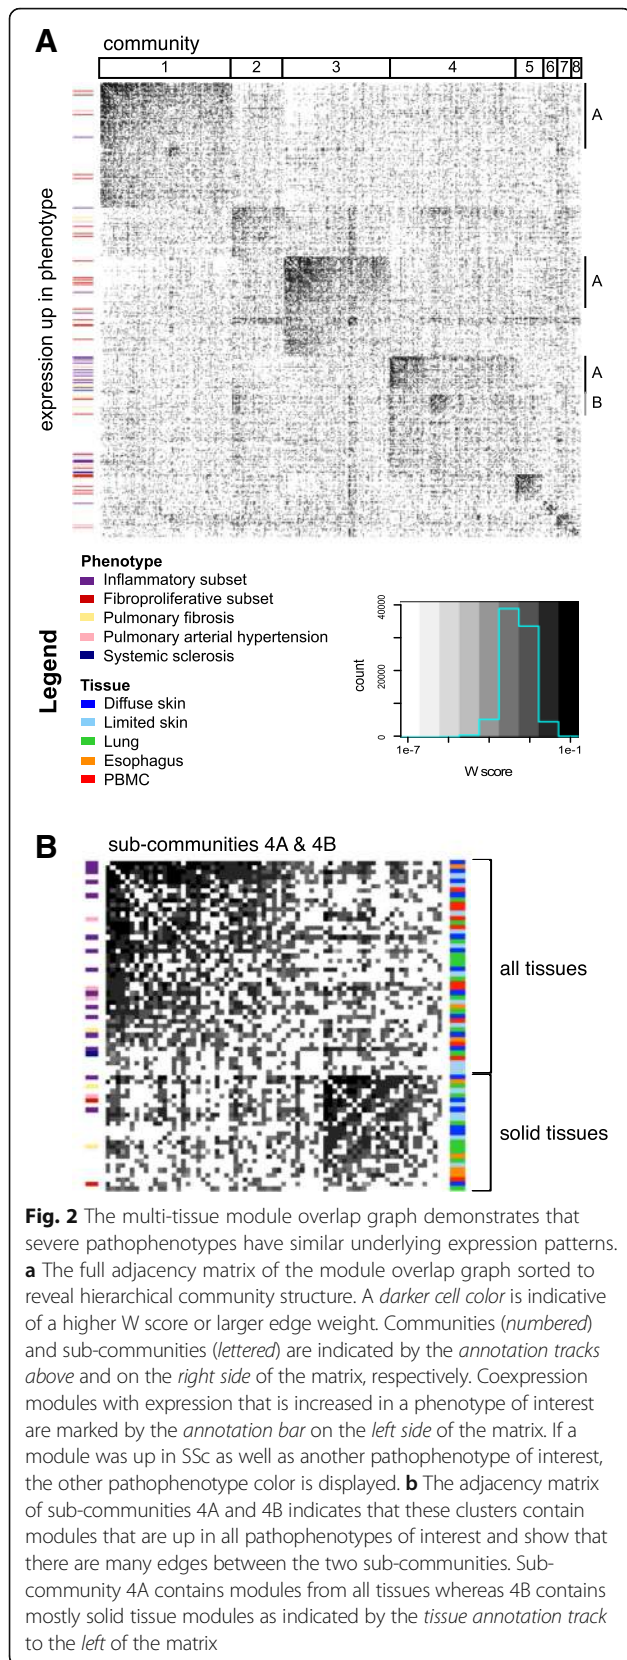 A
community
1 2 3 4 5 6 7 8
A
A
A
B
expression up in phenotype
Legend
Phenotype
Inflammatory subset
Fibroproliferative subset
Pulmonary fibrosis
Pulmonary arterial hypertension
Systemic sclerosis
Tissue
Diffuse skin
Limited skin
Lung
Esophagus
PBMC
count
0 20000 40000
1e-7 1e-1
W score
B
sub-communities 4A & 4B
all tissues
solid tissues
Fig. 2 The multi-tissue module overlap graph demonstrates that
severe pathophenotypes have similar underlying expression patterns.
a The full adjacency matrix of the module overlap graph sorted to
reveal hierarchical community structure. A darker cell color is indicative
of a higher W score or larger edge weight. Communities (numbered)
and sub-communities (lettered) are indicated by the annotation tracks
above and on the right side of the matrix, respectively. Coexpression
modules with expression that is increased in a phenotype of interest
are marked by the annotation bar on the left side of the matrix. If a
module was up in SSc as well as another pathophenotype of interest,
the other pathophenotype color is displayed. b The adjacency matrix
of sub-communities 4A and 4B indicates that these clusters contain
modules that are up in all pathophenotypes of interest and show that
there are many edges between the two sub-communities. Sub-
community 4A contains modules from all tissues whereas 4B contains
mostly solid tissue modules as indicated by the tissue annotation track
to the left of the matrix